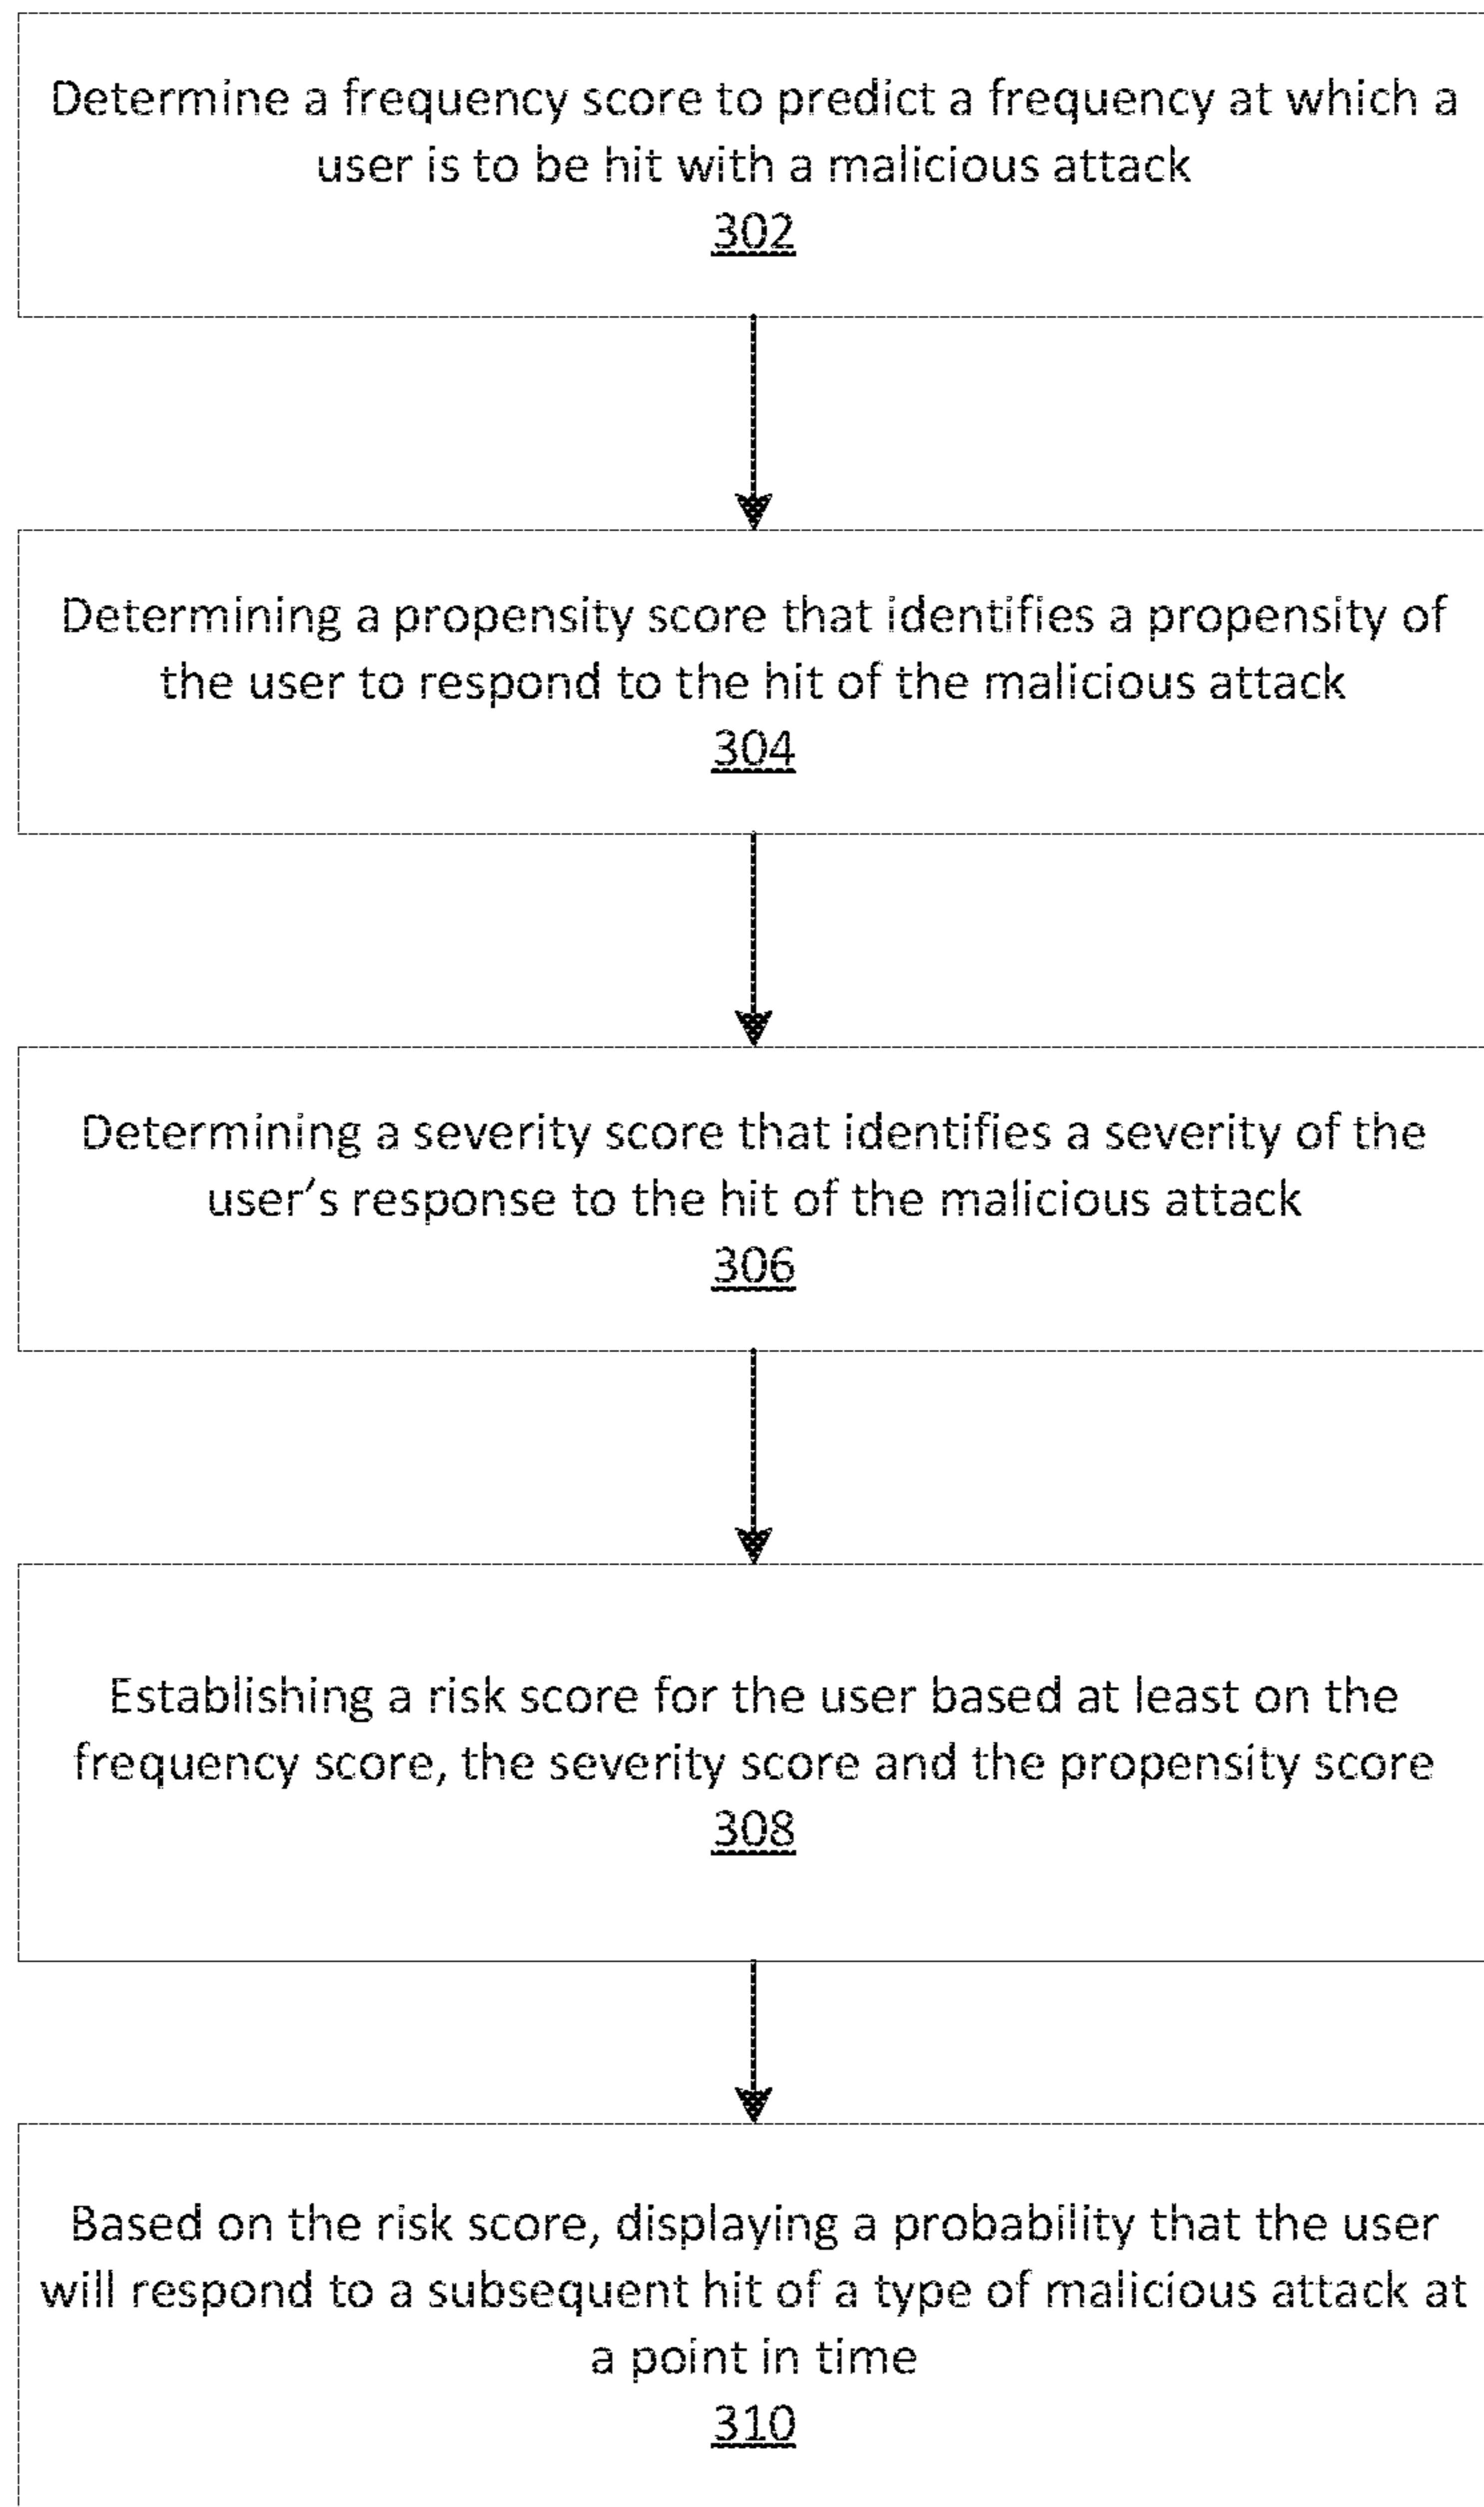 Determine a frequency score to predict a frequency at which a
user is to be hit with a malicious attack
302
Determining a propensity score that identifies a propensity of
the user to respond to the hit of the malicious attack
304
Determining a severity score that identifies a severity of the
user's response to the hit of the malicious attack
306
Establishing a risk score for the user based at least on the
frequency score, the severity score and the propensity score
308
Based on the risk score, displaying a probability that the user
will respond to a subsequent hit of a type of malicious attack at
a point in time
310